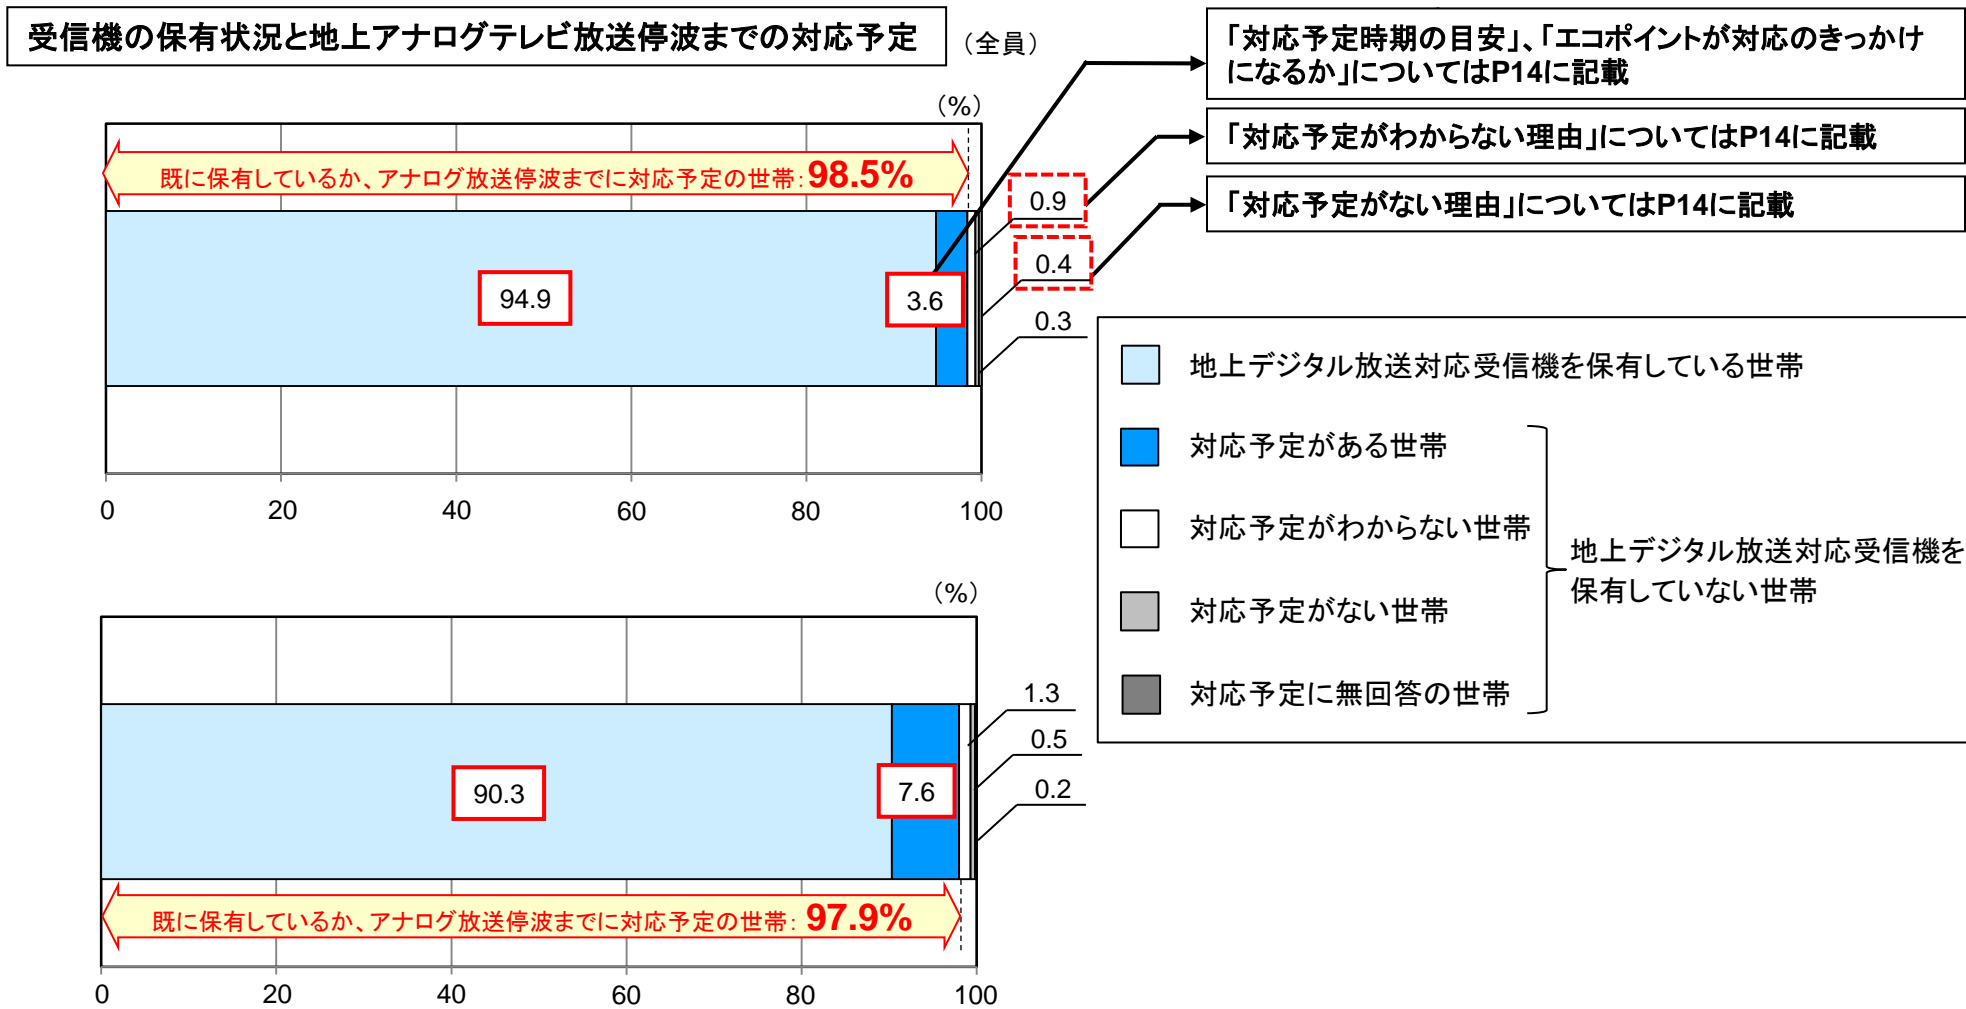 受信機の保有状況と地上アナログテレビ放送停波までの対応予定
（全員）
「対応予定時期の目安」、「エコポイントが対応のきっかけ
になるか」についてはP14に記載
「対応予定がわからない理由」についてはP14に記載
「対応予定がない理由」についてはP14に記載
（%）
既に保有しているか、アナログ放送停波までに対応予定の世帯：98.5%
94.9
3.6
0.9
0.4
0.3
0 20 40 60 80 100
地上デジタル放送対応受信機を保有している世帯
対応予定がある世帯
対応予定がわからない世帯
対応予定がない世帯
対応予定に無回答の世帯
地上デジタル放送対応受信機を
保有していない世帯
（%）
90.3
7.6
1.3
0.5
0.2
既に保有しているか、アナログ放送停波までに対応予定の世帯：97.9%
0 20 40 60 80 100